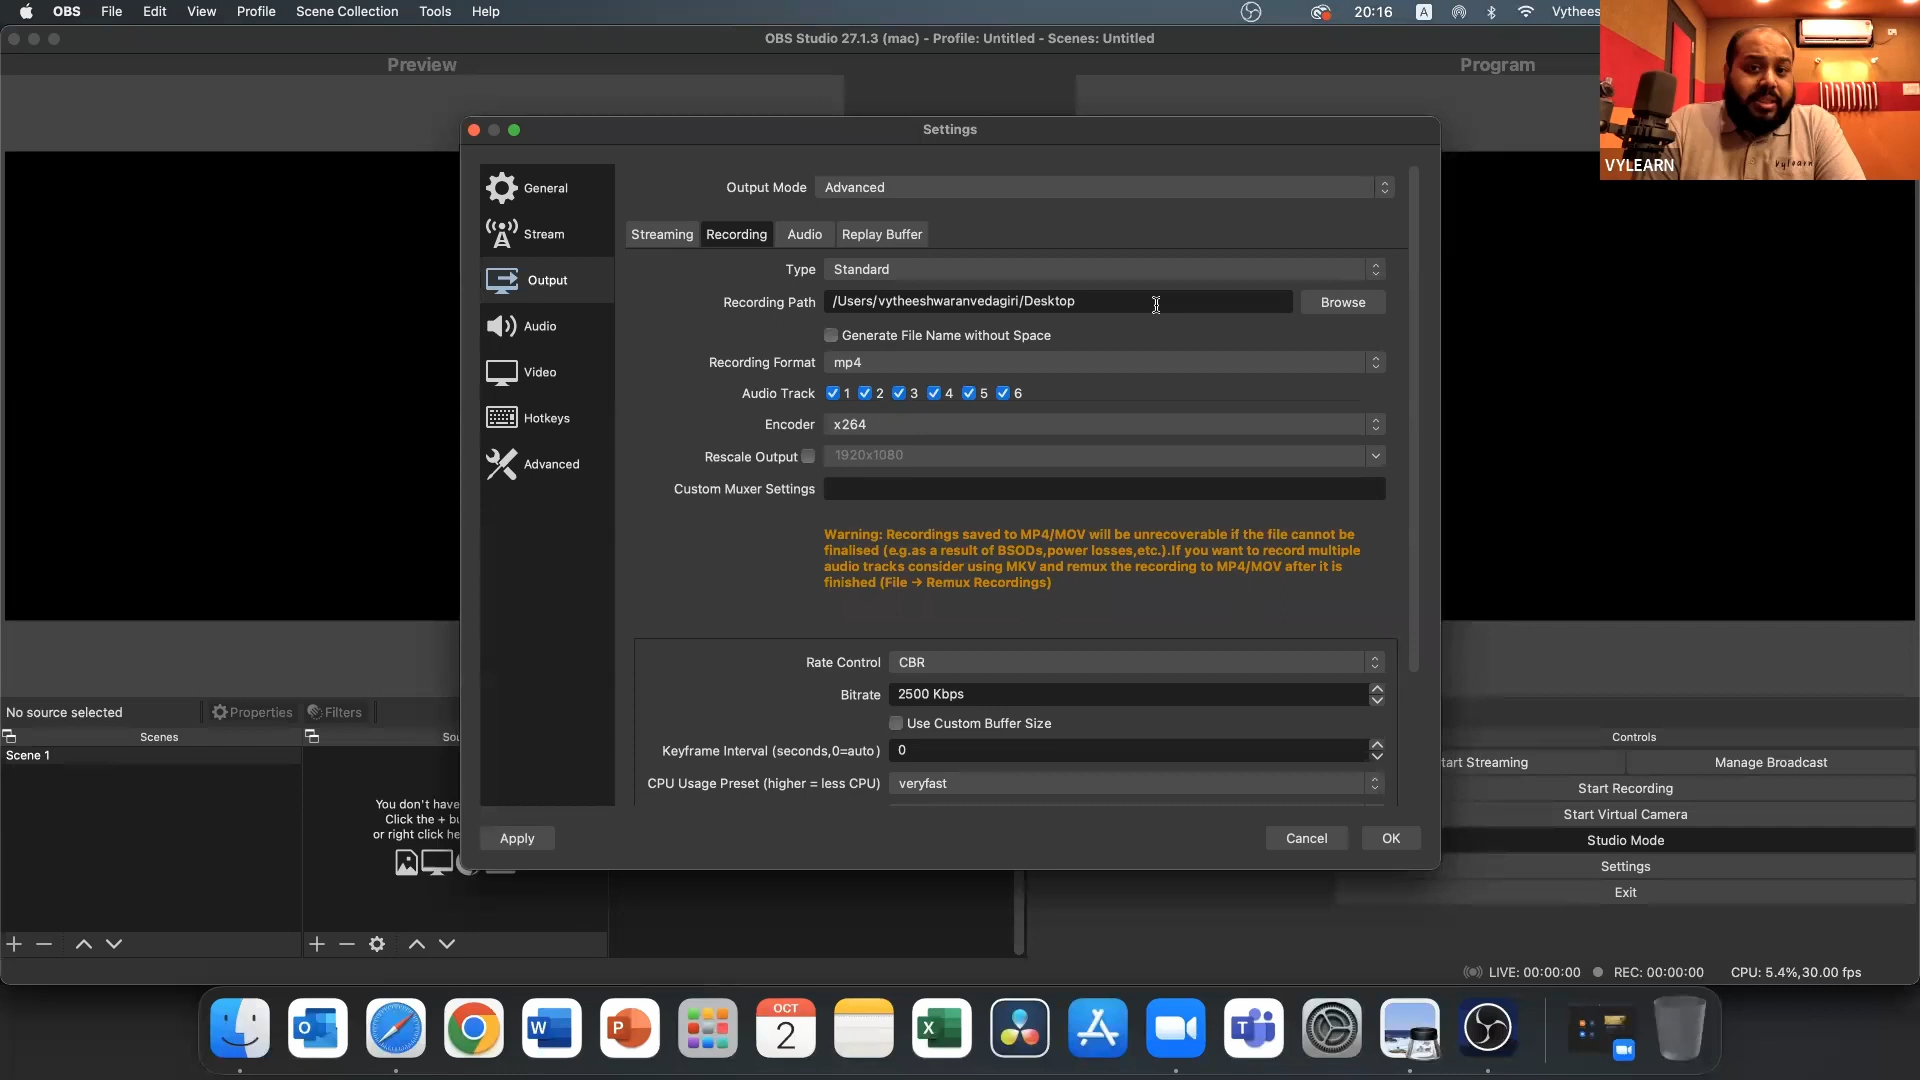 OBS File Edit View Profile Scene Collection Tools Help
20:16 A Vythees
OBS Studio 27.1.3 (mac) - Profile: Untitled - Scenes: Untitled
Preview
Program
VYLEARN
Vylearn
Settings
General
Stream
Output
Audio
Video
Hotkeys
Advanced
Output Mode Advanced
Streaming Recording Audio Replay Buffer
Type Standard
Recording Path /Users/vytheeshwaranvedagiri/Desktop Browse
Generate File Name without Space
Recording Format mp4
Audio Track 1 2 3 4 5 6
Encoder x264
Rescale Output 1920x1080
Custom Muxer Settings
Warning: Recordings saved to MP4/MOV will be unrecoverable if the file cannot be
finalised (e.g.as a result of BSODs,power losses,etc.).If you want to record multiple
audio tracks consider using MKV and remux the recording to MP4/MOV after it is
finished (File → Remux Recordings)
Rate Control CBR
Bitrate 2500 Kbps
Use Custom Buffer Size
Keyframe Interval (seconds,0=auto) 0
CPU Usage Preset (higher = less CPU) veryfast
Apply Cancel OK
No source selected Properties Filters
Scenes
Sou
Scene 1
You don't have
Click the + bu
or right click he
Controls
tart Streaming Manage Broadcast
Start Recording
Start Virtual Camera
Studio Mode
Settings
Exit
LIVE: 00:00:00 REC: 00:00:00 CPU: 5.4%,30.00 fps
O W P OCT 2 X T